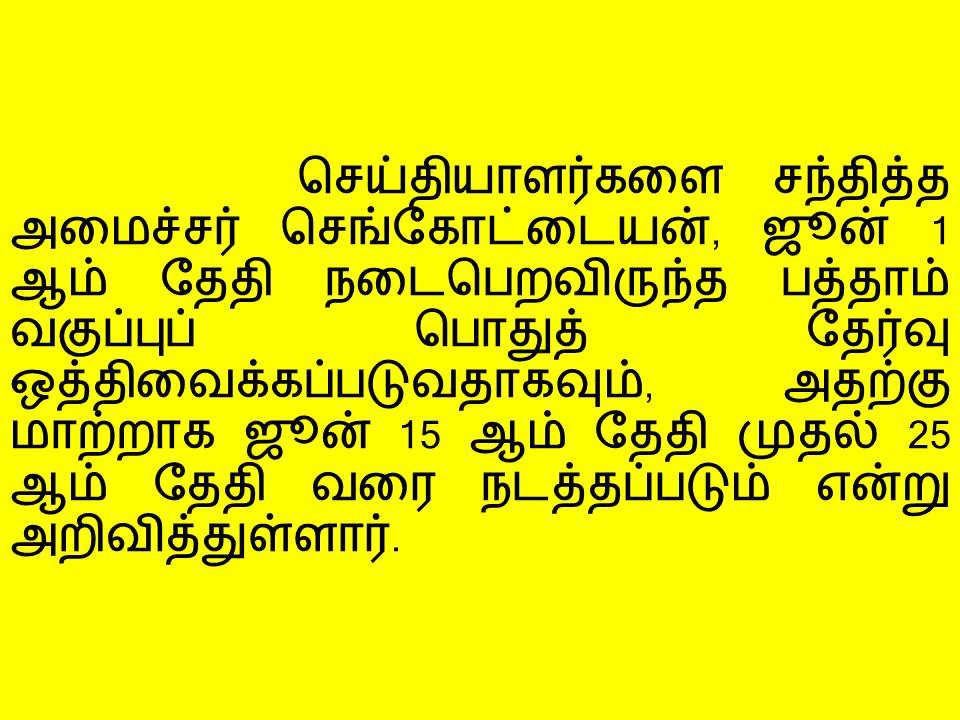 செய்தியாளர்களை சந்தித்த
அமைச்சர் செங்கோட்டையன், ஜூன் 1
ஆம் தேதி நடைபெறவிருந்த பத்தாம்
வகுப்புப் பொதுத் தேர்வு
ஒத்திவைக்கப்படுவதாகவும், அதற்கு
மாற்றாக ஜூன் 15 ஆம் தேதி முதல் 25
ஆம் தேதி வரை நடத்தப்படும் என்று
அறிவித்துள்ளார்.